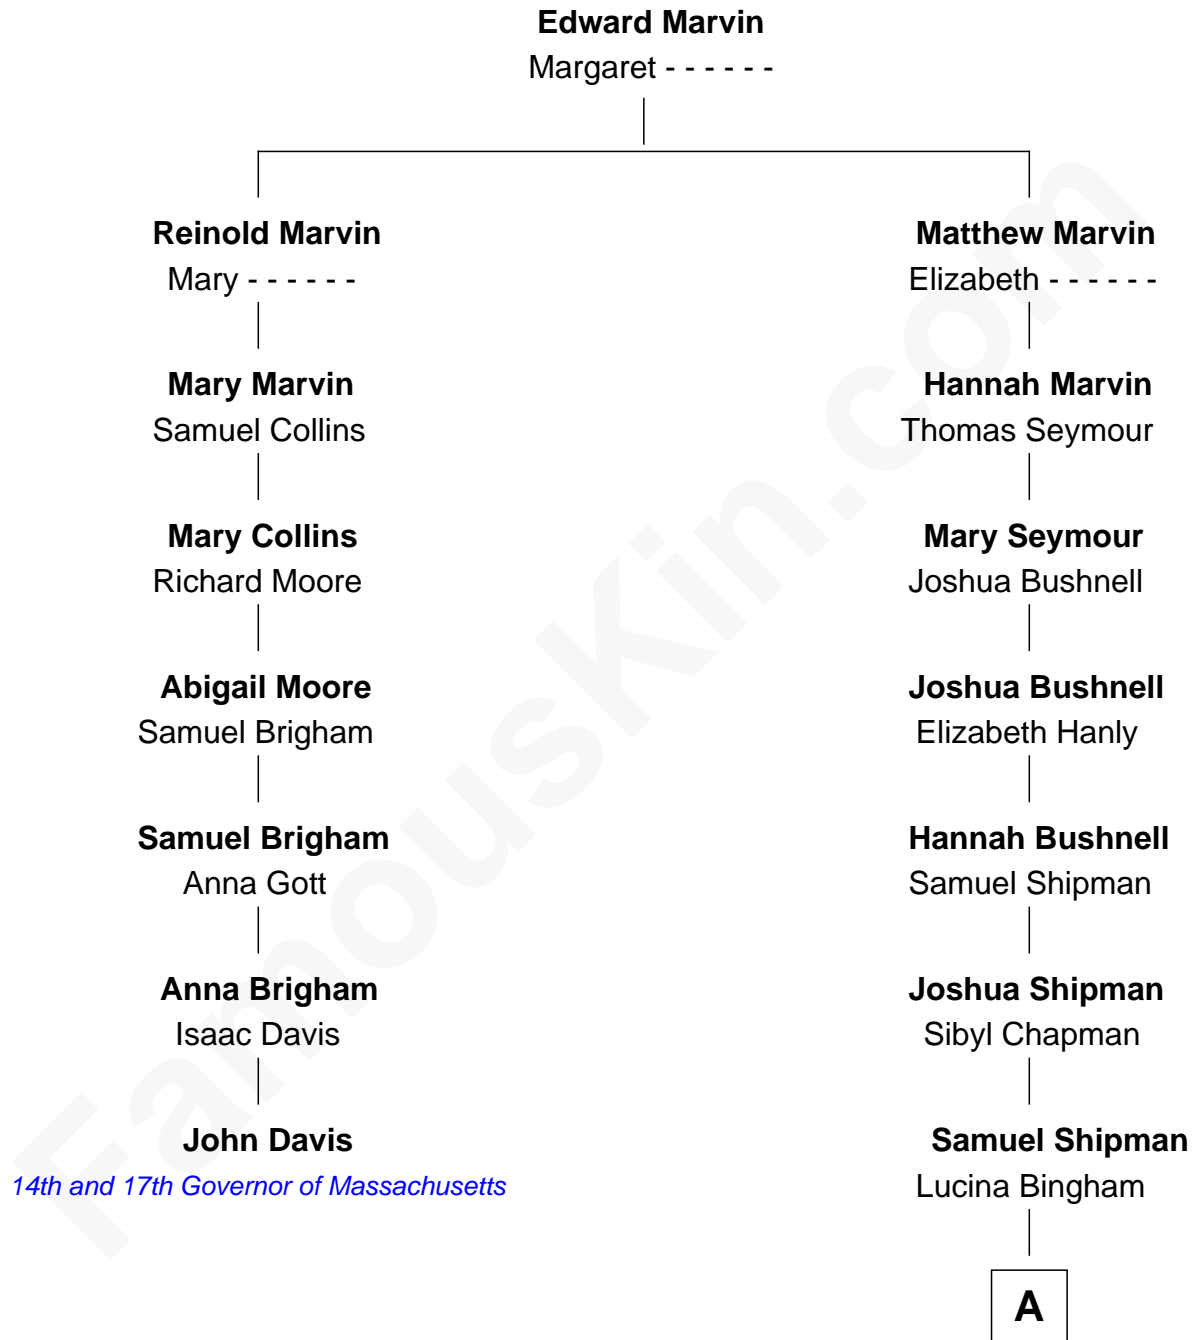 Edward Marvin
Margaret - - - - - -
Reinold Marvin
Mary - - - - - -
Mary Marvin
Samuel Collins
Mary Collins
Richard Moore
Abigail Moore
Samuel Brigham
Samuel Brigham
Anna Gott
Anna Brigham
Isaac Davis
John Davis
14th and 17th Governor of Massachusetts
Matthew Marvin
Elizabeth - - - - - -
Hannah Marvin
Thomas Seymour
Mary Seymour
Joshua Bushnell
Joshua Bushnell
Elizabeth Hanly
Hannah Bushnell
Samuel Shipman
Joshua Shipman
Sibyl Chapman
Samuel Shipman
Lucina Bingham
A
FamousKin.com